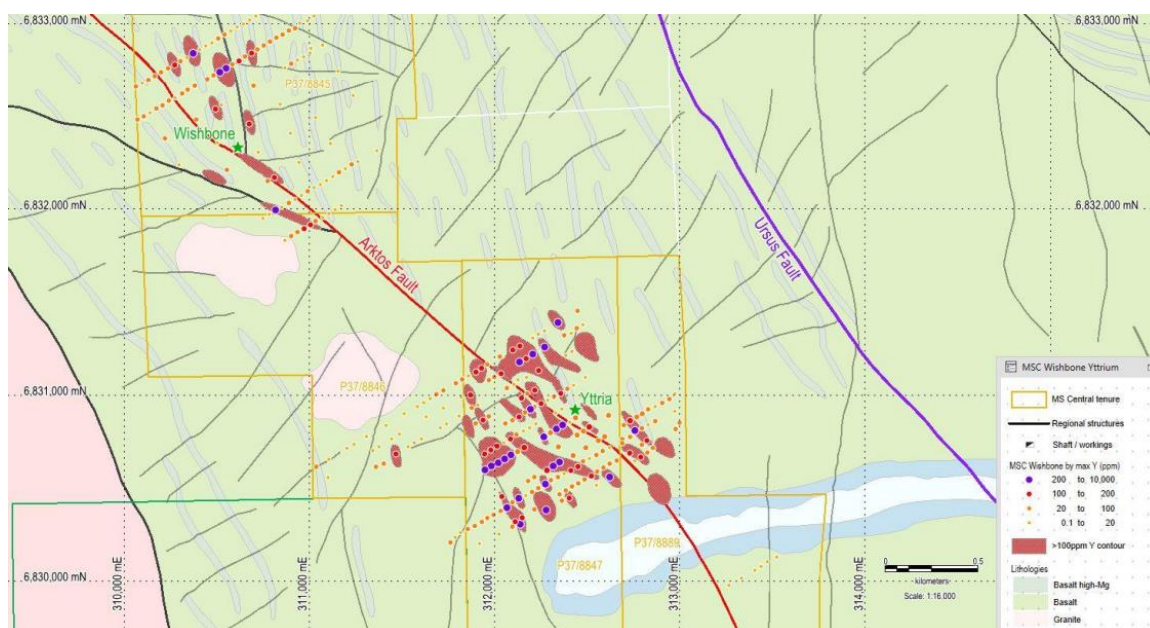 6,833,000 mN
6,833,000 mN
P37/8845
Wishbone
6,832,000 mN
6,832,000 mN
Arktos Fault
Ursus Fault
6,831,000 mN
P37/8846
Yttria
6,830,000 mN
P37/8889
P37/8847
310,000 mE
311,000 mE
312,000 mE
313,000 mE
314,000 mE
0
0.5
kilometers
Scale: 1:16,000
MSC Wishbone Yttrium
MS Central tenure
Regional structures
Shaft / workings
MSC Wishbone by max Y (ppm)
200 to 10,000
100 to 200
20 to 100
0.1 to 20
>100ppm Y contour
Lithologies
Basalt high-Mg
Basalt
Granite